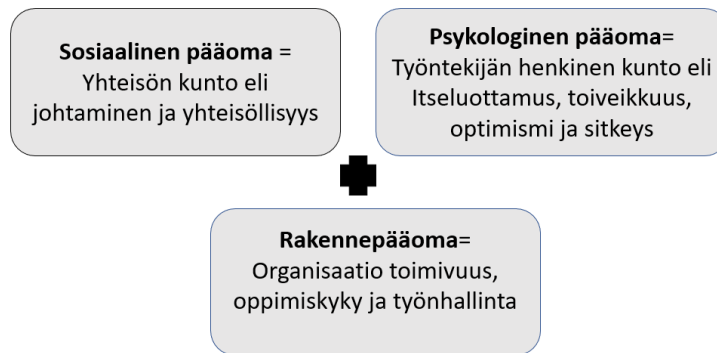 Sosiaalinen pääoma =
Yhteisön kunto eli
johtaminen ja yhteisöllisyys
Psykologinen pääoma=
Työntekijän henkinen kunto eli
Itseluottamus, toiveikkuus,
optimismi ja sitkeys
Rakennepääoma=
Organisaatio toimivuus,
oppimiskyky ja työnhallinta